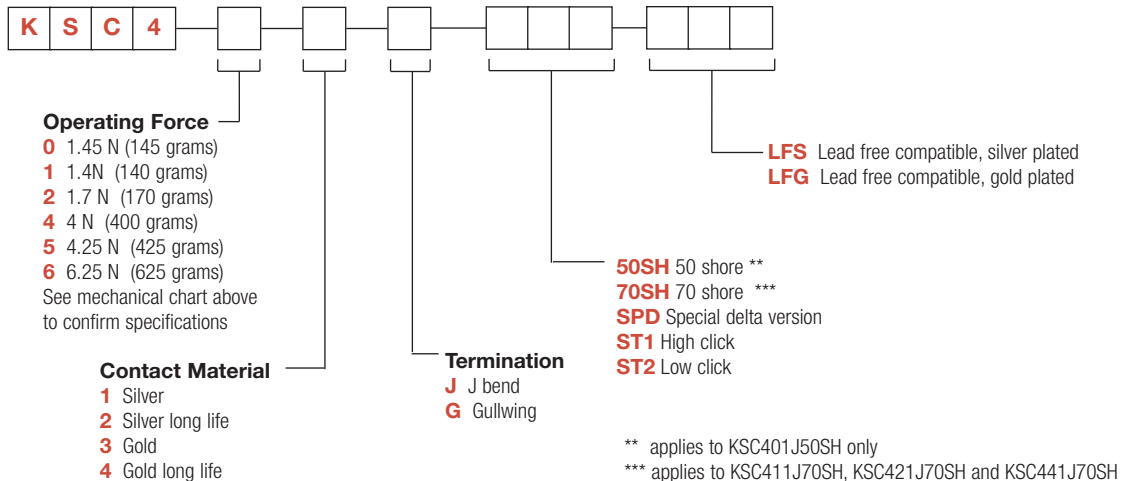 K S C 4
Operating Force
0 1.45 N (145 grams)
1 1.4N (140 grams)
2 1.7 N (170 grams)
4 4 N (400 grams)
5 4.25 N (425 grams)
6 6.25 N (625 grams)
See mechanical chart above
to confirm specifications
Contact Material
1 Silver
2 Silver long life
3 Gold
4 Gold long life
Termination
J J bend
G Gullwing
50SH 50 shore **
70SH 70 shore ***
SPD Special delta version
ST1 High click
ST2 Low click
LFS Lead free compatible, silver plated
LFG Lead free compatible, gold plated
** applies to KSC401J50SH only
*** applies to KSC411J70SH, KSC421J70SH and KSC441J70SH